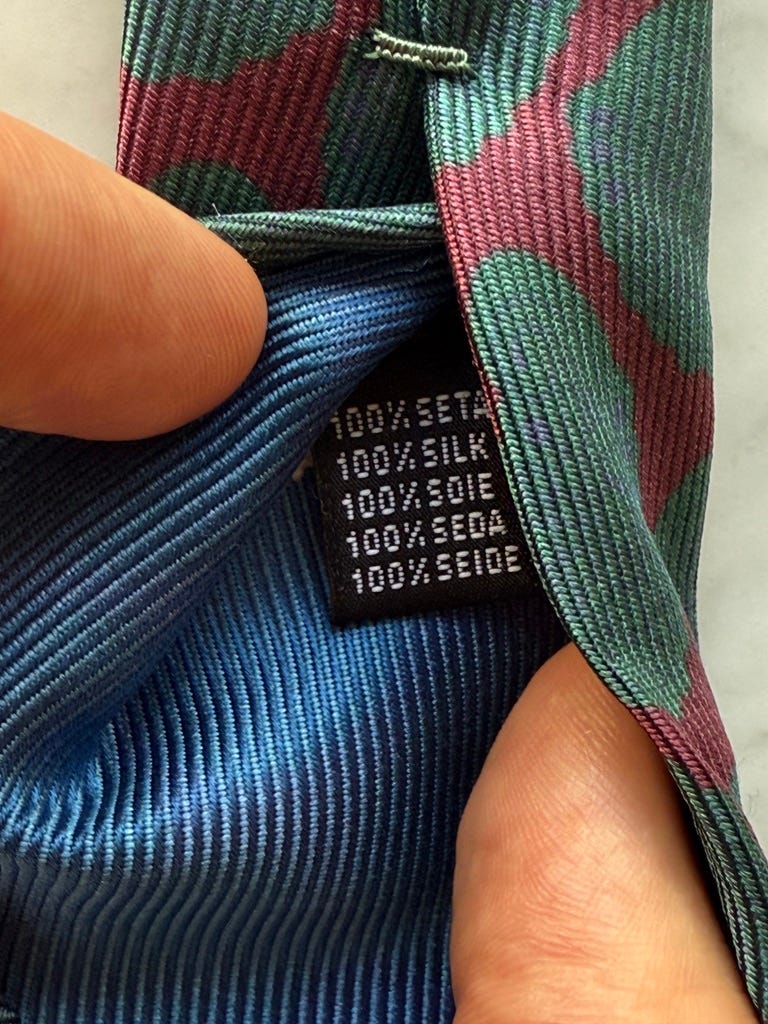 100% SETA
100% SILK
100% SOIE
100% SEDA
100% SEIDE